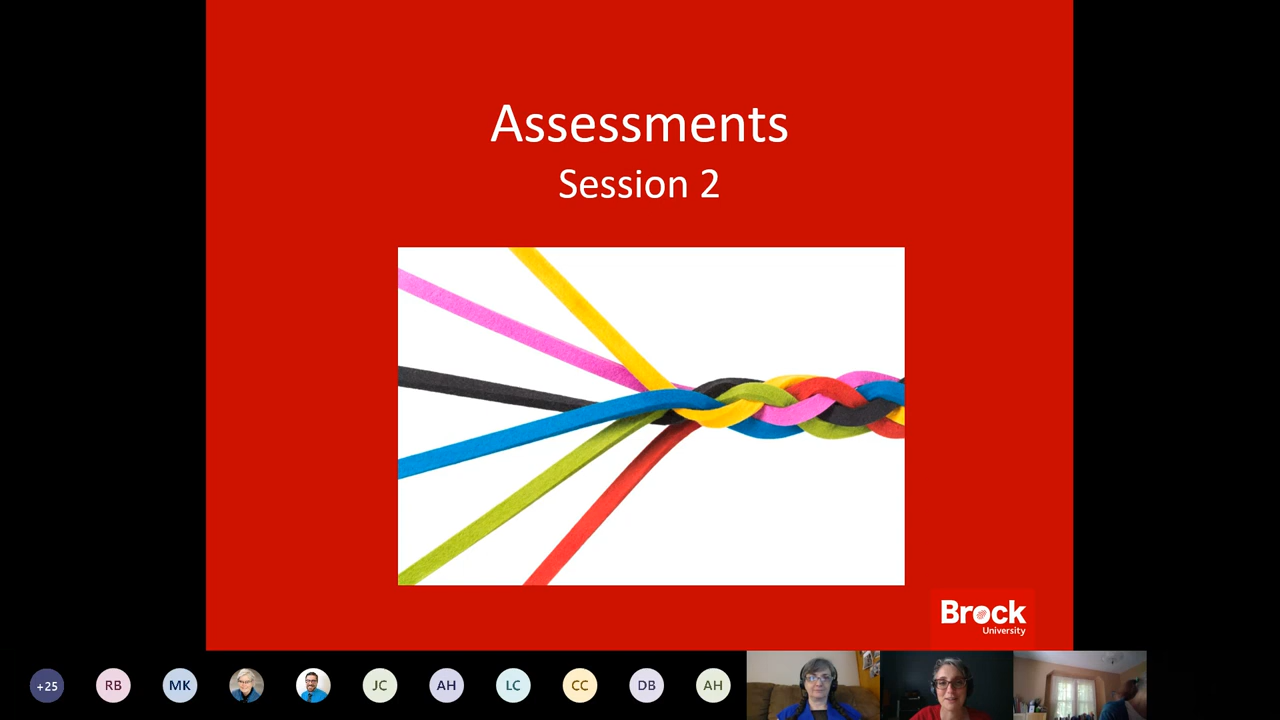 Assessments
Session 2
Brock
University
+25
RB
MK
JC
AH
LC
CC
DB
AH